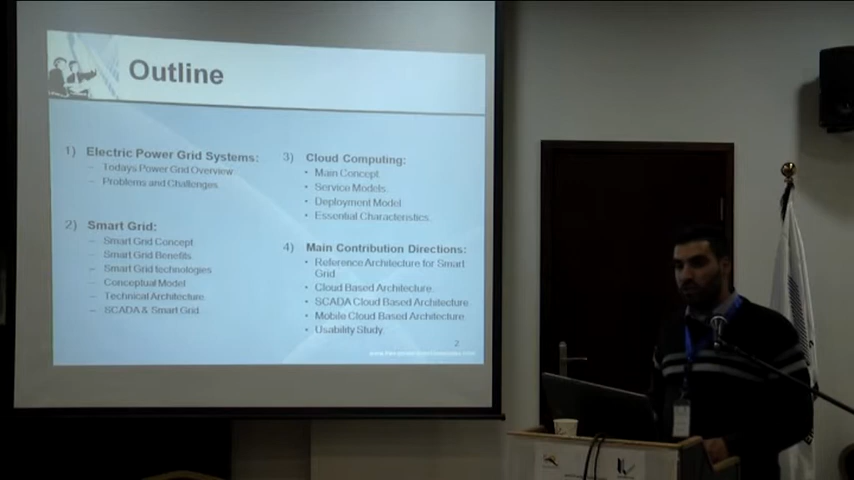 Outline
1) Electric Power Grid Systems:
– Todays Power Grid Overview
– Problems and Challenges.
2) Smart Grid:
– Smart Grid Concept
– Smart Grid Benefits
– Smart Grid technologies
– Conceptual Model
– Technical Architecture.
– SCADA & Smart Grid.
3) Cloud Computing:
• Main Concept.
• Service Models.
• Deployment Model.
• Essential Characteristics.
4) Main Contribution Directions:
• Reference Architecture for Smart
Grid
• Cloud Based Architecture.
• SCADA Cloud Based Architecture.
• Mobile Cloud Based Architecture.
• Usability Study.
2